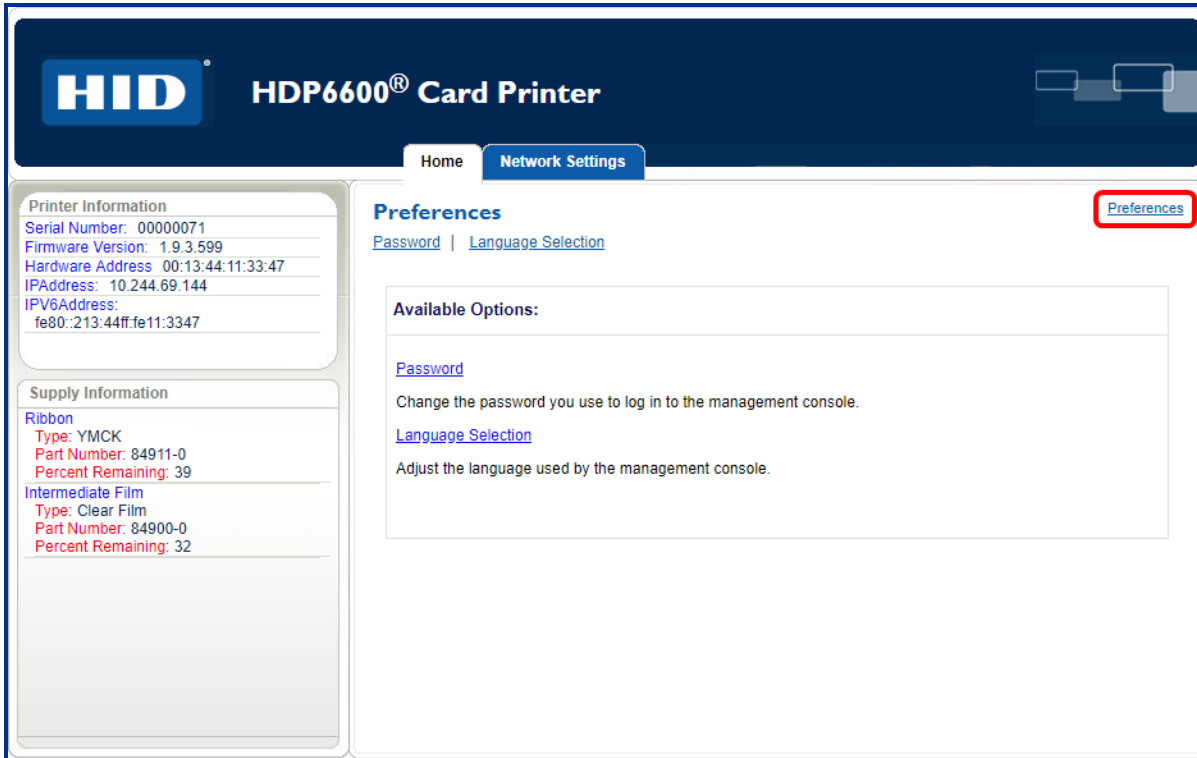 HID
HDP6600® Card Printer
Home
Network Settings
Printer Information
Serial Number: 00000071
Firmware Version: 1.9.3.599
Hardware Address 00:13:44:11:33:47
IPAddress: 10.244.69.144
IPV6Address:
fe80::213:44ff:fe11:3347
Supply Information
Ribbon
Type: YMCK
Part Number: 84911-0
Percent Remaining: 39
Intermediate Film
Type: Clear Film
Part Number: 84900-0
Percent Remaining: 32
Preferences
Preferences
Password | Language Selection
Available Options:
Password
Change the password you use to log in to the management console.
Language Selection
Adjust the language used by the management console.